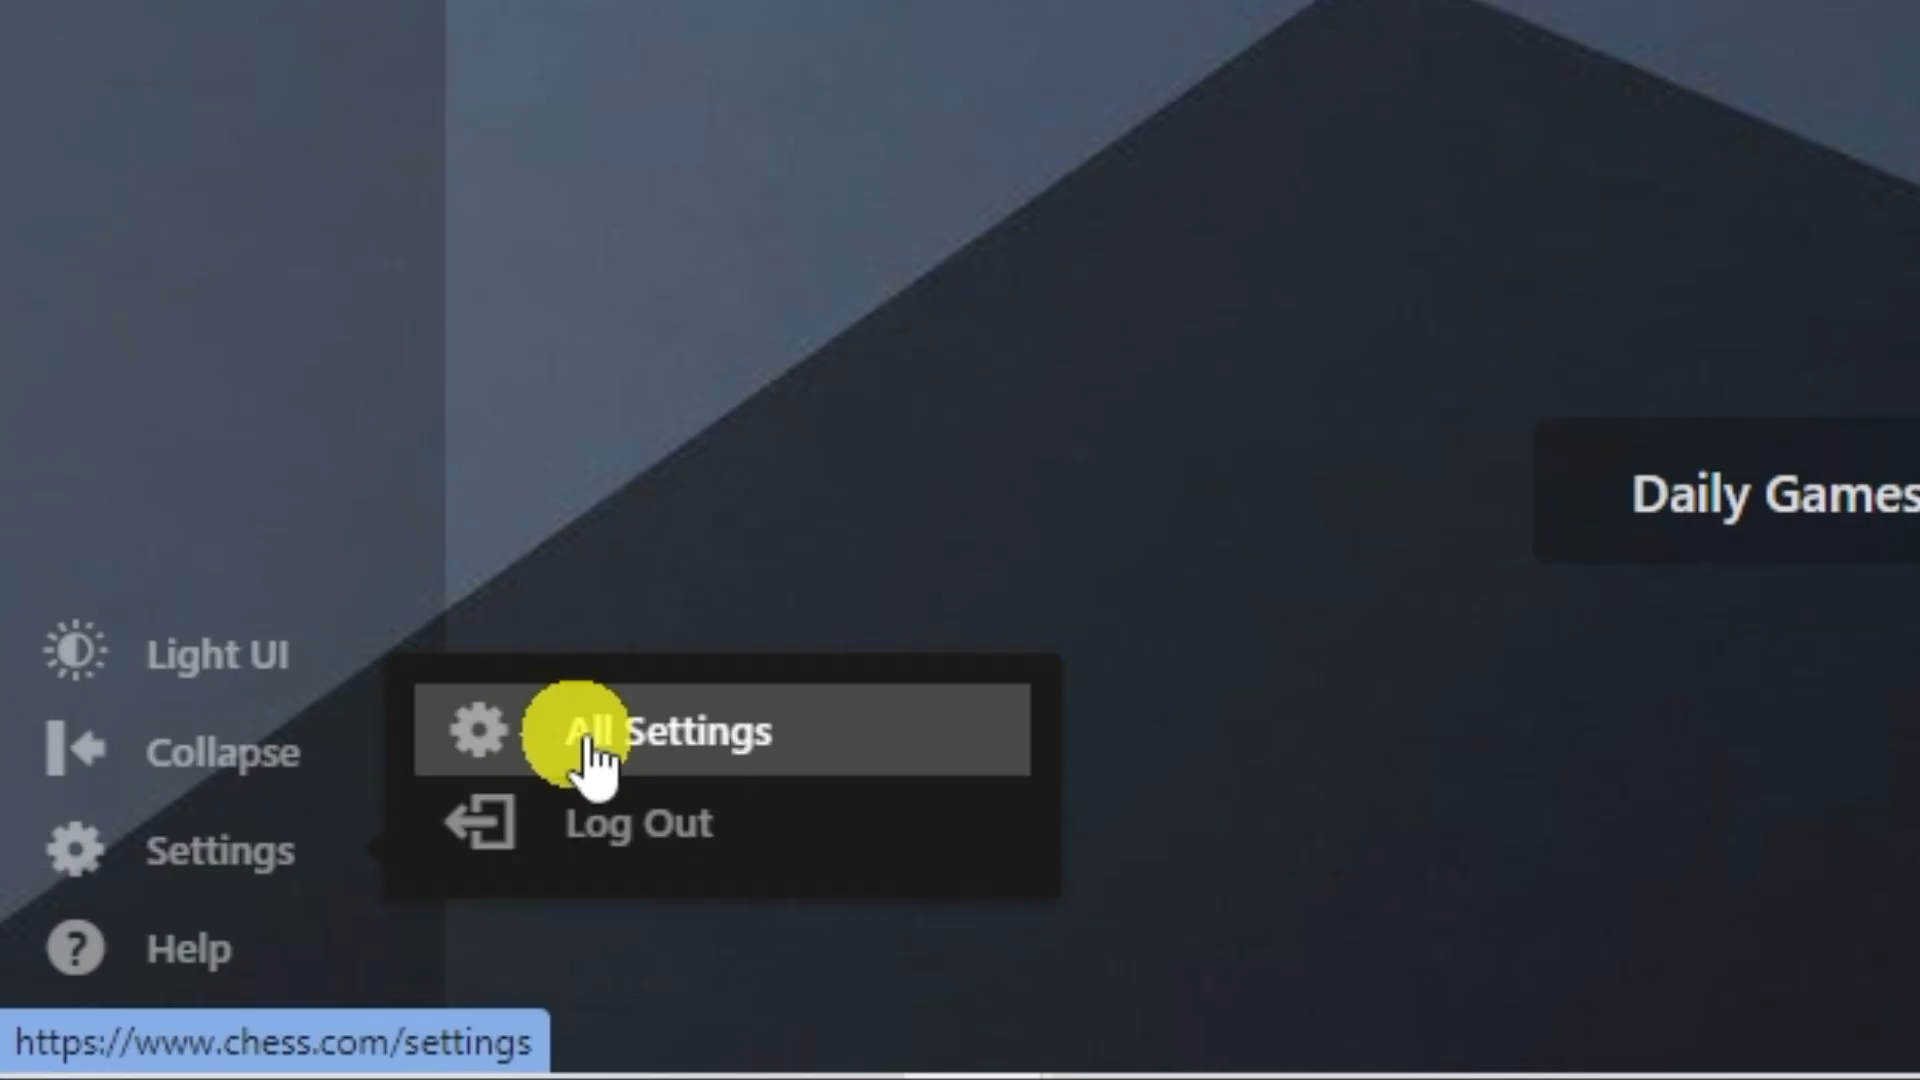 Daily Games
Light UI
Collapse
Settings
Help
All Settings
Log Out
https://www.chess.com/settings